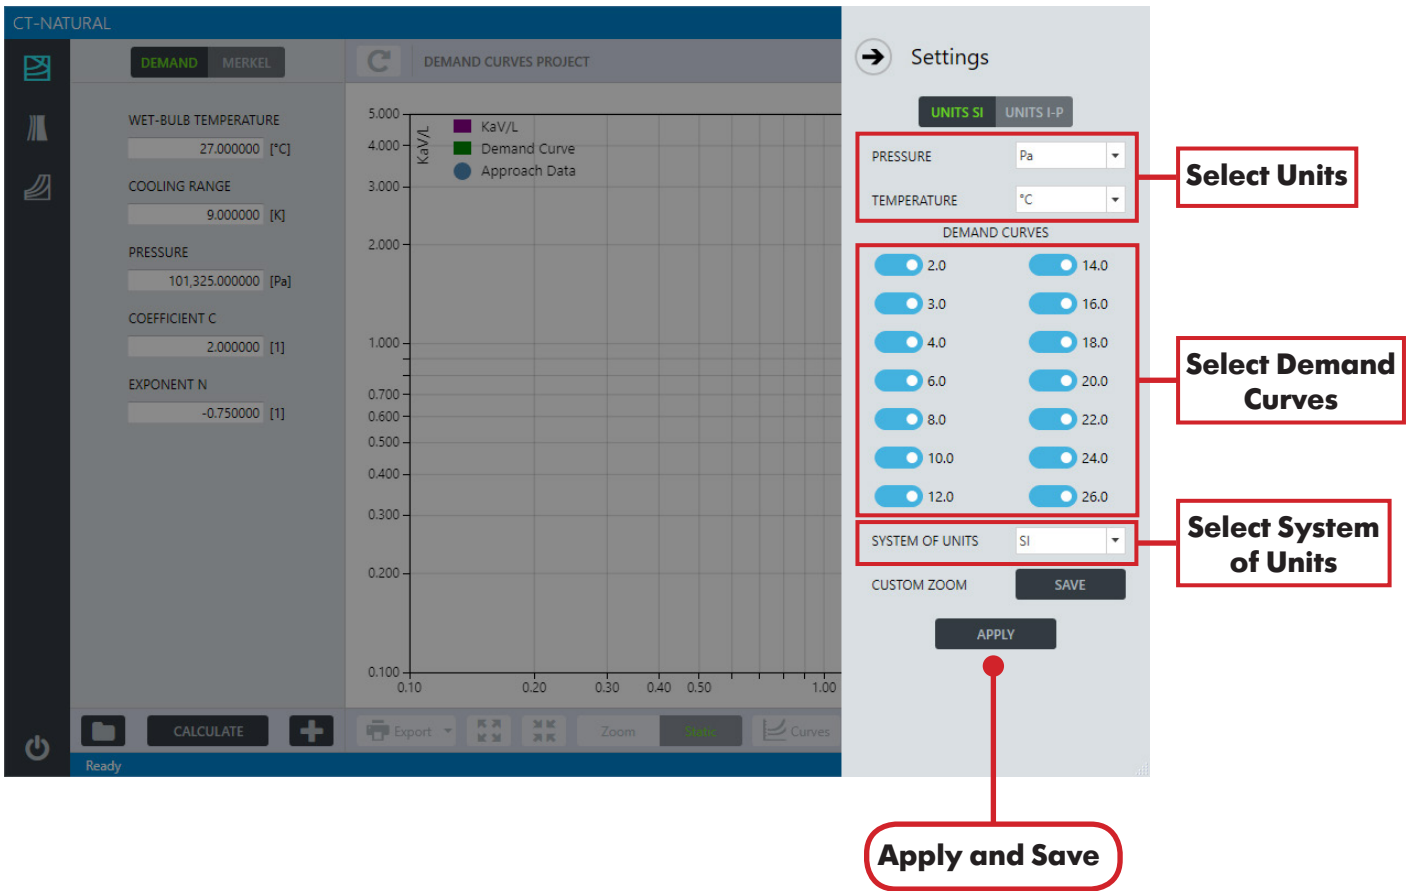 CT-NATURAL
DEMAND MERKEL
DEMAND CURVES PROJECT
WET-BULB TEMPERATURE
27.000000 [°C]
COOLING RANGE
9.000000 [K]
PRESSURE
101,325.000000 [Pa]
COEFFICIENT C
2.000000 [1]
EXPONENT N
-0.750000 [1]
CALCULATE
Ready
5.000
4.000
3.000
2.000
1.000
0.700
0.600
0.500
0.400
0.300
0.200
0.100
KaV/L
KaV/L
Demand Curve
Approach Data
0.10 0.20 0.30 0.40 0.50 1.00
Export Zoom Static Curves
Settings
UNITS SI UNITS I-P
PRESSURE Pa
TEMPERATURE °C
DEMAND CURVES
2.0 14.0
3.0 16.0
4.0 18.0
6.0 20.0
8.0 22.0
10.0 24.0
12.0 26.0
SYSTEM OF UNITS SI
CUSTOM ZOOM SAVE
APPLY
Select Units
Select Demand
Curves
Select System
of Units
Apply and Save